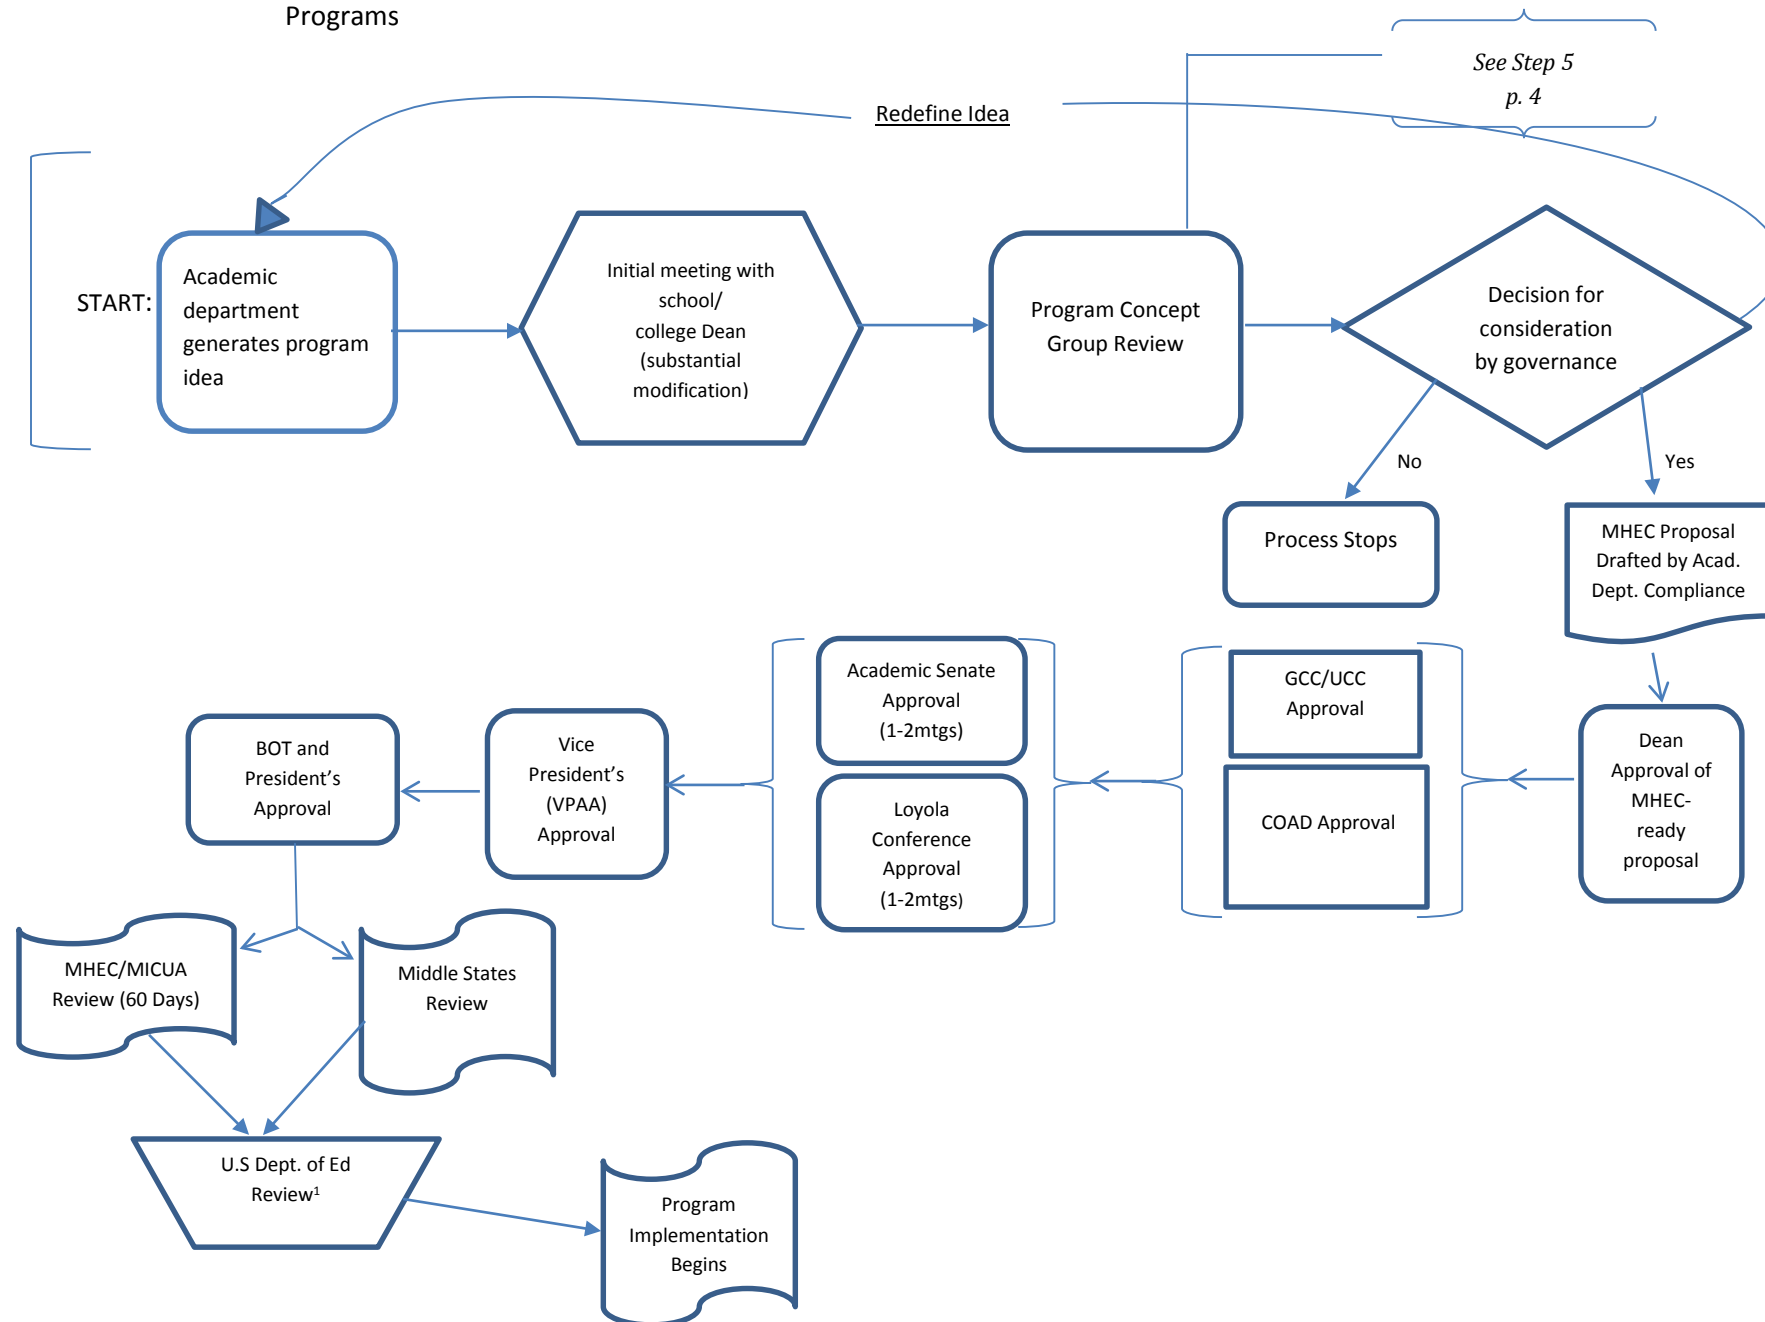 Programs
See Step 5
p. 4
Redefine Idea
START:
Academic
department
generates program
idea
Initial meeting with
school/
college Dean
(substantial
modification)
Program Concept
Group Review
Decision for
consideration
by governance
No
Yes
Process Stops
MHEC Proposal
Drafted by Acad.
Dept. Compliance
Dean
Approval of
MHEC-
ready
proposal
GCC/UCC
Approval
COAD Approval
Academic Senate
Approval
(1-2mtgs)
Loyola
Conference
Approval
(1-2mtgs)
Vice
President’s
(VPAA)
Approval
BOT and
President’s
Approval
MHEC/MICUA
Review (60 Days)
Middle States
Review
U.S Dept. of Ed
Review¹
Program
Implementation
Begins